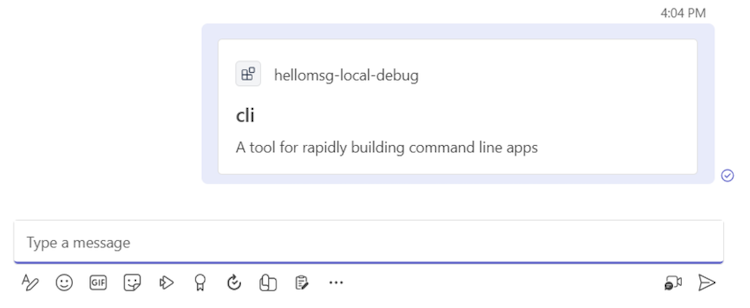 4:04 PM
hellomsg-local-debug
cli
A tool for rapidly building command line apps
Type a message
GIF